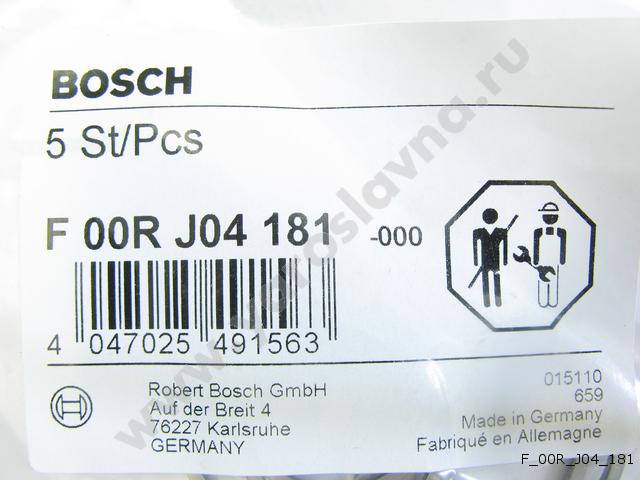 BOSCH
5 St/Pcs
F 00R J04 181 -000
4 047025 491563
Robert Bosch GmbH
Auf der Breit 4
76227 Karlsruhe
GERMANY
015110
659
Made in Germany
Fabriqué en Allemagne
www.yaroslavna.ru
F_00R_J04_181